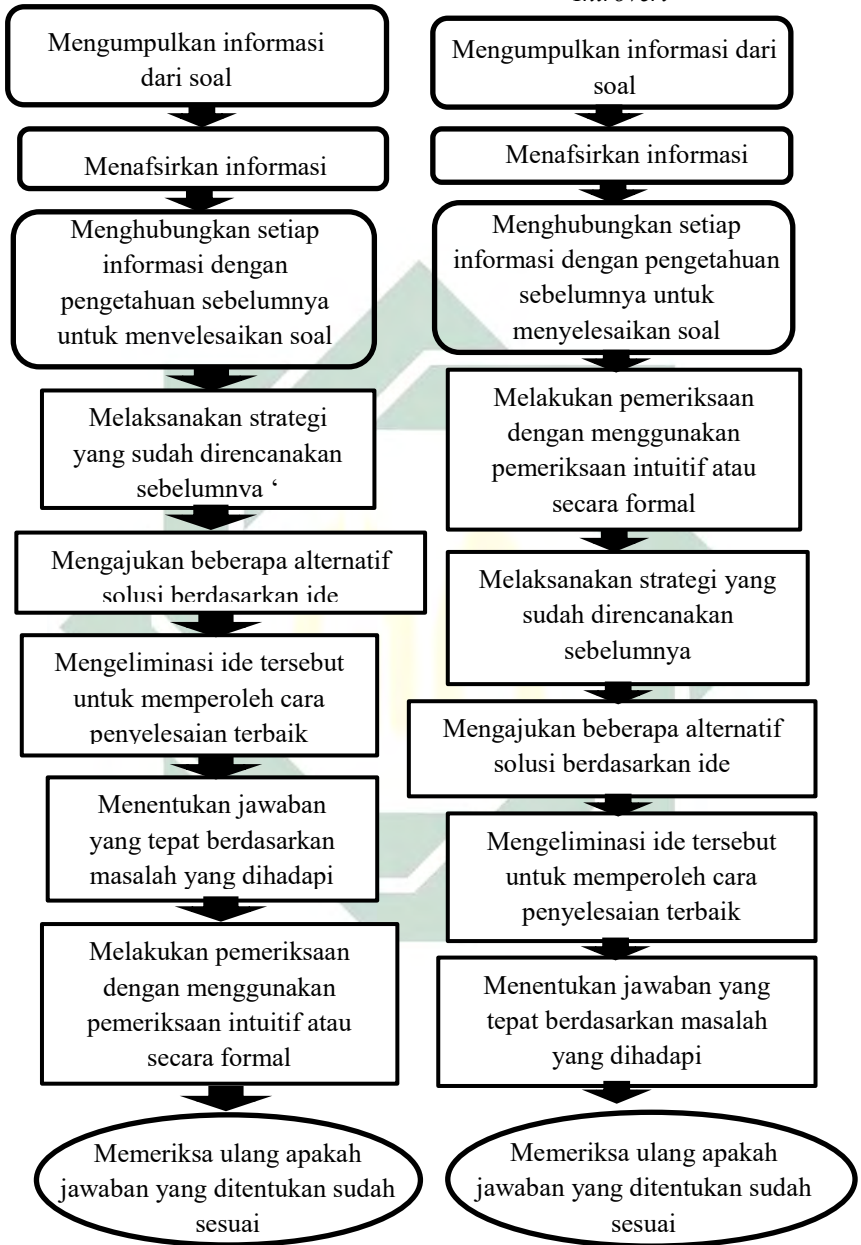 Mengumpulkan informasi
dari soal
Menafsirkan informasi
Menghubungkan setiap
informasi dengan
pengetahuan sebelumnya
untuk menyelesaikan soal
Melaksanakan strategi
yang sudah direncanakan
sebelumnya ‘
Mengajukan beberapa alternatif
solusi berdasarkan ide
Mengeliminasi ide tersebut
untuk memperoleh cara
penyelesaian terbaik
Menentukan jawaban
yang tepat berdasarkan
masalah yang dihadapi
Melakukan pemeriksaan
dengan menggunakan
pemeriksaan intuitif atau
secara formal
Memeriksa ulang apakah
jawaban yang ditentukan sudah
sesuai
Mengumpulkan informasi dari
soal
Menafsirkan informasi
Menghubungkan setiap
informasi dengan pengetahuan
sebelumnya untuk
menyelesaikan soal
Melakukan pemeriksaan
dengan menggunakan
pemeriksaan intuitif atau
secara formal
Melaksanakan strategi yang
sudah direncanakan
sebelumnya
Mengajukan beberapa alternatif
solusi berdasarkan ide
Mengeliminasi ide tersebut
untuk memperoleh cara
penyelesaian terbaik
Menentukan jawaban yang
tepat berdasarkan masalah
yang dihadapi
Memeriksa ulang apakah
jawaban yang ditentukan sudah
sesuai